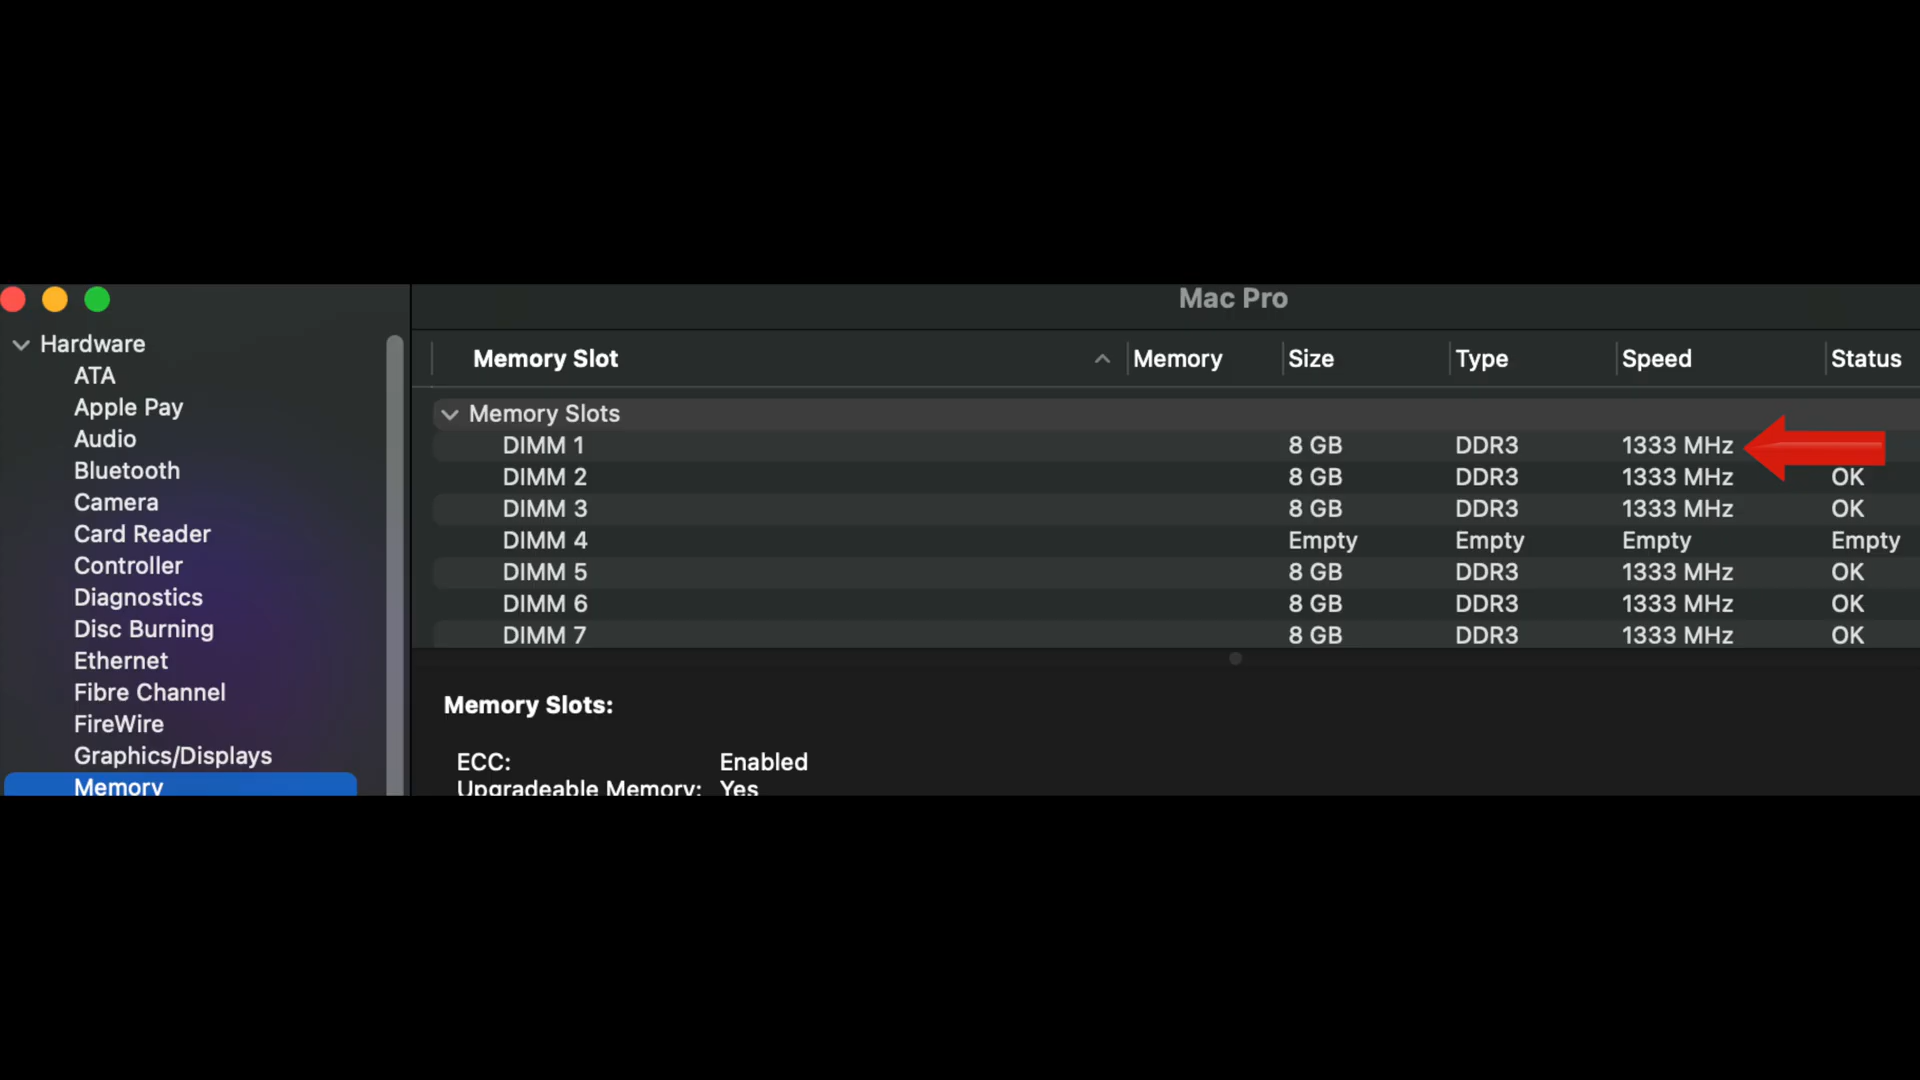 Mac Pro
Hardware
ATA
Apple Pay
Audio
Bluetooth
Camera
Card Reader
Controller
Diagnostics
Disc Burning
Ethernet
Fibre Channel
FireWire
Graphics/Displays
Memory
Memory Slot Memory Size Type Speed Status
Memory Slots
DIMM 1 8 GB DDR3 1333 MHz
DIMM 2 8 GB DDR3 1333 MHz OK
DIMM 3 8 GB DDR3 1333 MHz OK
DIMM 4 Empty Empty Empty Empty
DIMM 5 8 GB DDR3 1333 MHz OK
DIMM 6 8 GB DDR3 1333 MHz OK
DIMM 7 8 GB DDR3 1333 MHz OK
Memory Slots:
ECC: Enabled
Upgradeable Memory: Yes